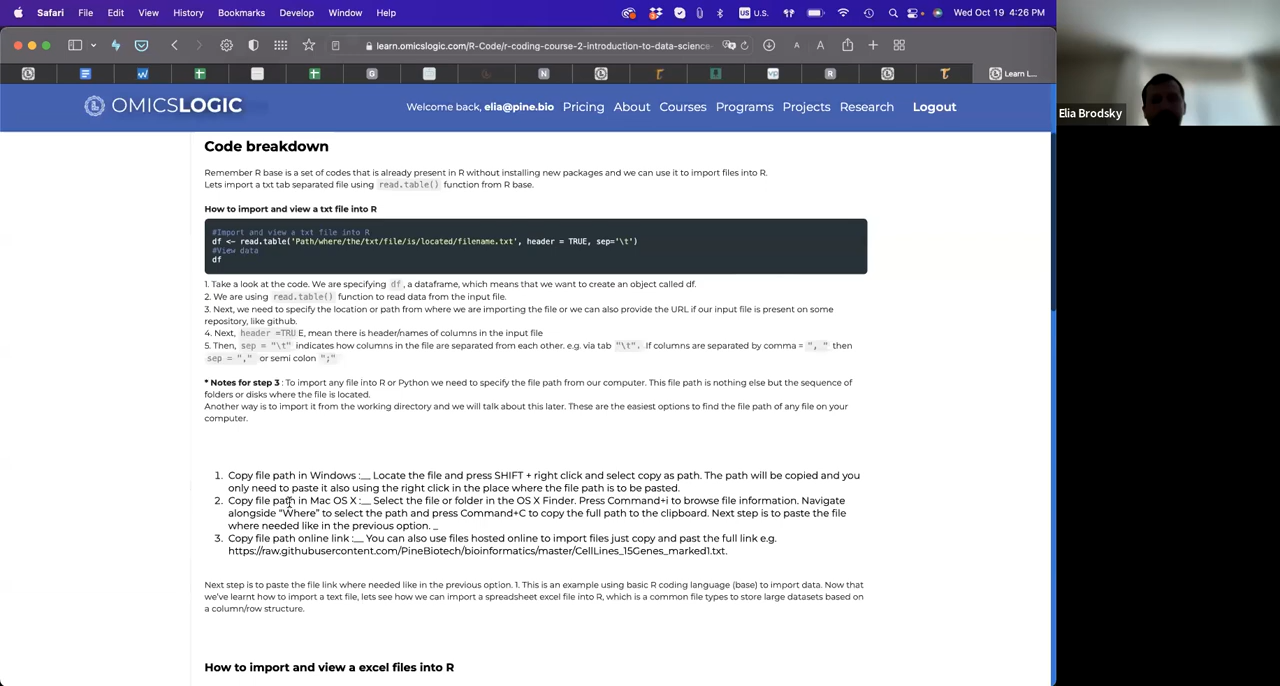 Safari File Edit View History Bookmarks Develop Window Help U.S. Wed Oct 19 4:26 PM
learn.omicslogic.com/R-Code/r-coding-course-2-introduction-to-data-science-
Learn L...
OMICSLOGIC Welcome back, elia@pine.bio Pricing About Courses Programs Projects Research Logout
Elia Brodsky
Code breakdown
Remember R base is a set of codes that is already present in R without installing new packages and we can use it to import files into R.
Lets import a txt tab separated file using read.table() function from R base.
How to import and view a txt file into R
#Import and view a txt file into R
df <- read.table('Path/where/the/txt/file/is/located/filename.txt', header = TRUE, sep='\t')
#View data
df
1. Take a look at the code. We are specifying df, a dataframe, which means that we want to create an object called df.
2. We are using read.table() function to read data from the input file.
3. Next, we need to specify the location or path from where we are importing the file or we can also provide the URL if our input file is present on some
repository, like github.
4. Next, header =TRU E, mean there is header/names of columns in the input file
5. Then, sep = "\t" indicates how columns in the file are separated from each other. e.g. via tab "\t". If columns are separated by comma = ", " then
sep = "," or semi colon ";"
* Notes for step 3 : To import any file into R or Python we need to specify the file path from our computer. This file path is nothing else but the sequence of
folders or disks where the file is located.
Another way is to import it from the working directory and we will talk about this later. These are the easiest options to find the file path of any file on your
computer.
1. Copy file path in Windows :__ Locate the file and press SHIFT + right click and select copy as path. The path will be copied and you
only need to paste it also using the right click in the place where the file path is to be pasted.
2. Copy file path in Mac OS X :__ Select the file or folder in the OS X Finder. Press Command+i to browse file information. Navigate
alongside “Where” to select the path and press Command+C to copy the full path to the clipboard. Next step is to paste the file
where needed like in the previous option. _
3. Copy file path online link :__ You can also use files hosted online to import files just copy and past the full link e.g.
https://raw.githubusercontent.com/PineBiotech/bioinformatics/master/CellLines_15Genes_marked1.txt.
Next step is to paste the file link where needed like in the previous option. 1. This is an example using basic R coding language (base) to import data. Now that
we've learnt how to import a text file, lets see how we can import a spreadsheet excel file into R, which is a common file types to store large datasets based on
a column/row structure.
How to import and view a excel files into R